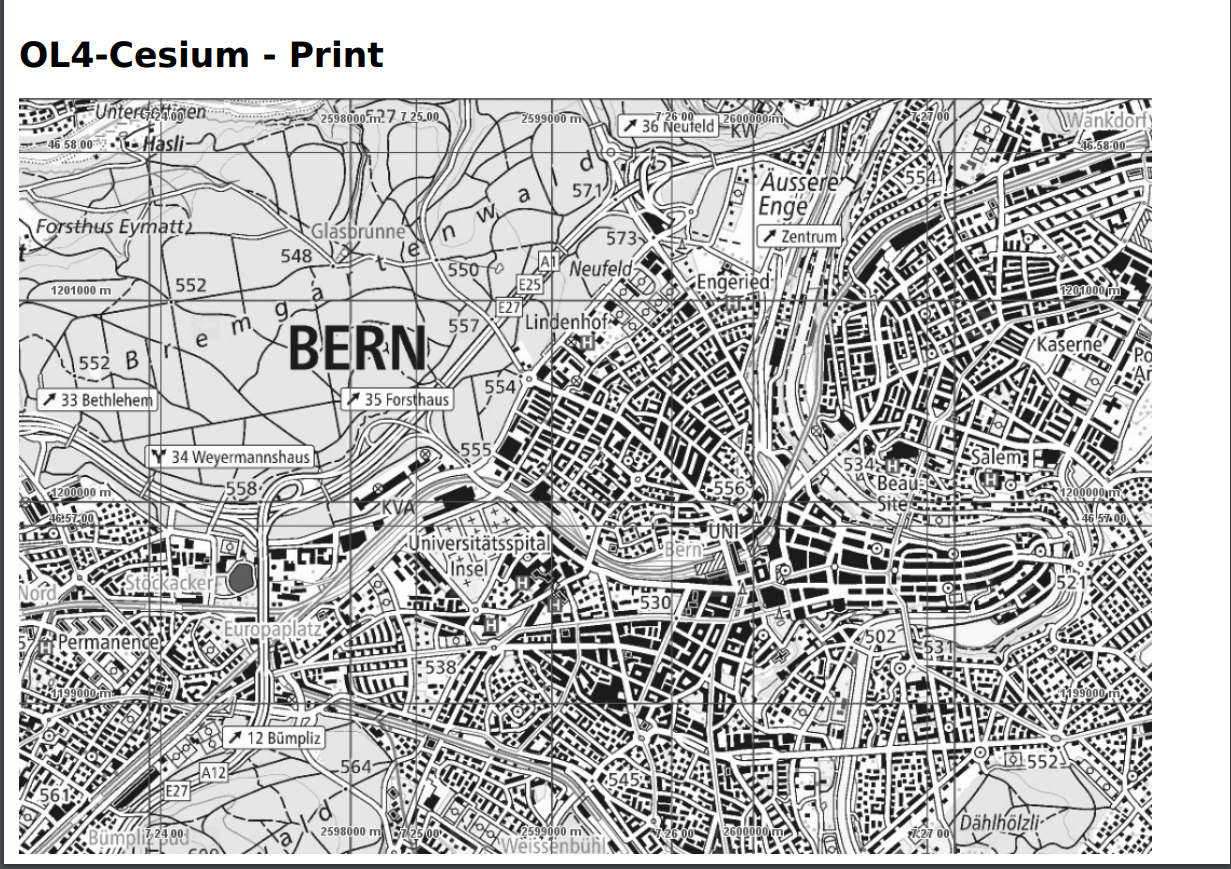 OL4-Cesium - Print
Unterdettigen
7 24 00
2598000 m
527
7 25 00
2599000 m
7 26 00
2600000 m
7 27 00
36 Neufeld
KW
Wankdorf
46 58 00
Hasli
46 58 00
d
571
Äussere
Enge
554
a
w
Forsthus Eymatt
Glasbrunne
n
573
Zentrum
548
t
e
550
A1
Neufeld
552
E25
Engeried
1201000 m
a
1201000 m
g
E27
m
557
Lindenhof
H
H
BERN
e
r
Kaserne
552
B
554
33 Bethlehem
35 Forsthaus
555
34 Weyermannshaus
534
H
Salem
H
558
556
Beau-
Site
1200000 m
1200000 m
KVA
46 57 00
46 57 00
UNI
Universitätsspital
Insel
Bern
Stöckacker
H
521
Nord
H
530
Europaplatz
H
502
Permanence
H
531
538
1199000 m
1199000 m
12 Bümpliz
564
552
A12
545
561
E27
d
l
a
Dählhölzli
7 24 00
2598000 m
7 25 00
2599000 m
7 26 00
2600000 m
7 27 00
Bümpliz Süd
Weissenbühl